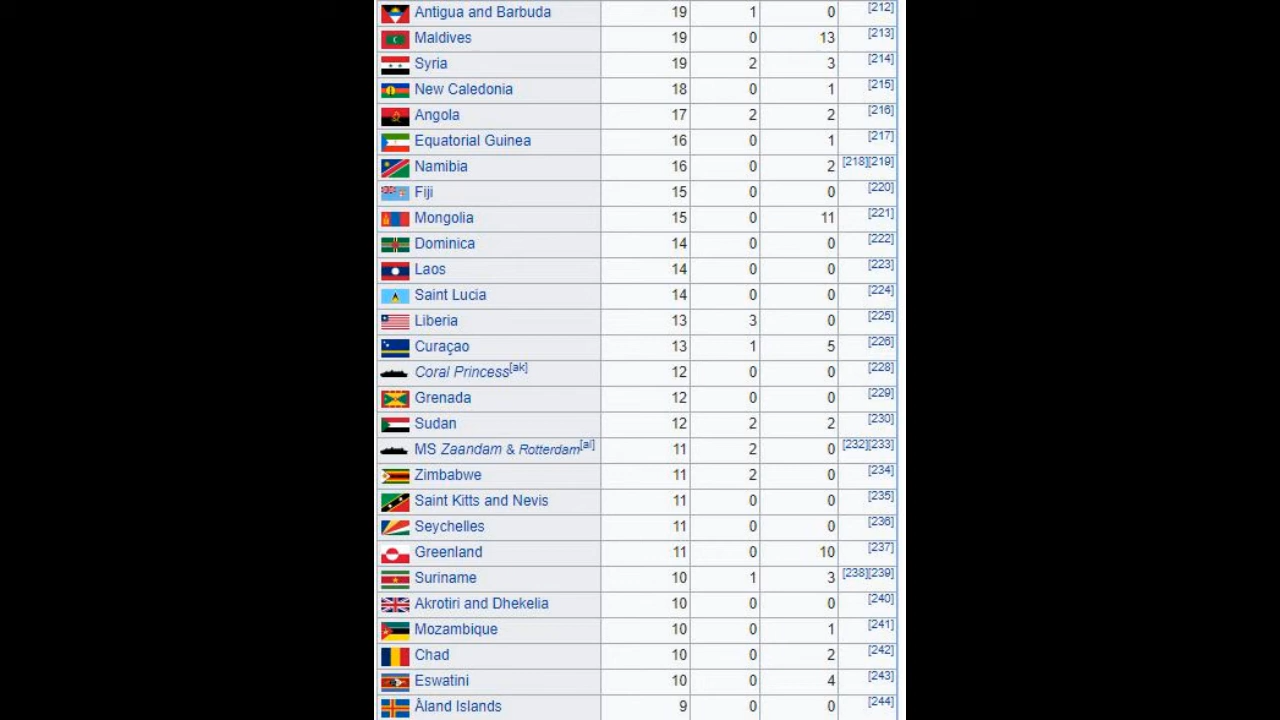 Antigua and Barbuda 19 1 0 [212]
Maldives 19 0 13 [213]
Syria 19 2 3 [214]
New Caledonia 18 0 1 [215]
Angola 17 2 2 [216]
Equatorial Guinea 16 0 1 [217]
Namibia 16 0 2 [218][219]
Fiji 15 0 0 [220]
Mongolia 15 0 11 [221]
Dominica 14 0 0 [222]
Laos 14 0 0 [223]
Saint Lucia 14 0 0 [224]
Liberia 13 3 0 [225]
Curaçao 13 0 5 [226]
Coral Princess[ak] 12 0 0 [228]
Grenada 12 0 0 [229]
Sudan 12 2 2 [230]
MS Zaandam & Rotterdam[al] 11 2 0 [232][233]
Zimbabwe 11 2 0 [234]
Saint Kitts and Nevis 11 0 0 [235]
Seychelles 11 0 0 [236]
Greenland 11 0 10 [237]
Suriname 10 1 3 [238][239]
Akrotiri and Dhekelia 10 0 0 [240]
Mozambique 10 0 1 [241]
Chad 10 0 2 [242]
Eswatini 10 0 4 [243]
Åland Islands 9 0 0 [244]